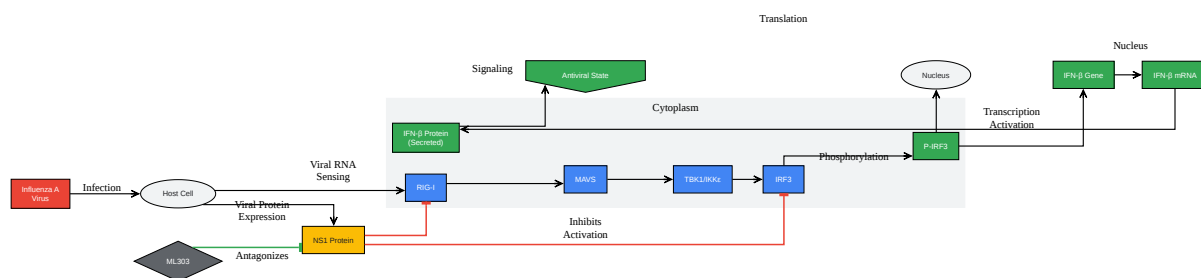 Translation
Nucleus
Signaling
Antiviral State
Nucleus
IFN-β Gene
IFN-β mRNA
Cytoplasm
Transcription
Activation
IFN-β Protein
(Secreted)
P-IRF3
Phosphorylation
Viral RNA
Sensing
MAVS
TBK1/IKKε
IRF3
Influenza A
Virus
Infection
Host Cell
RIG-I
Viral Protein
Expression
Inhibits
Activation
NS1 Protein
Antagonizes
ML303